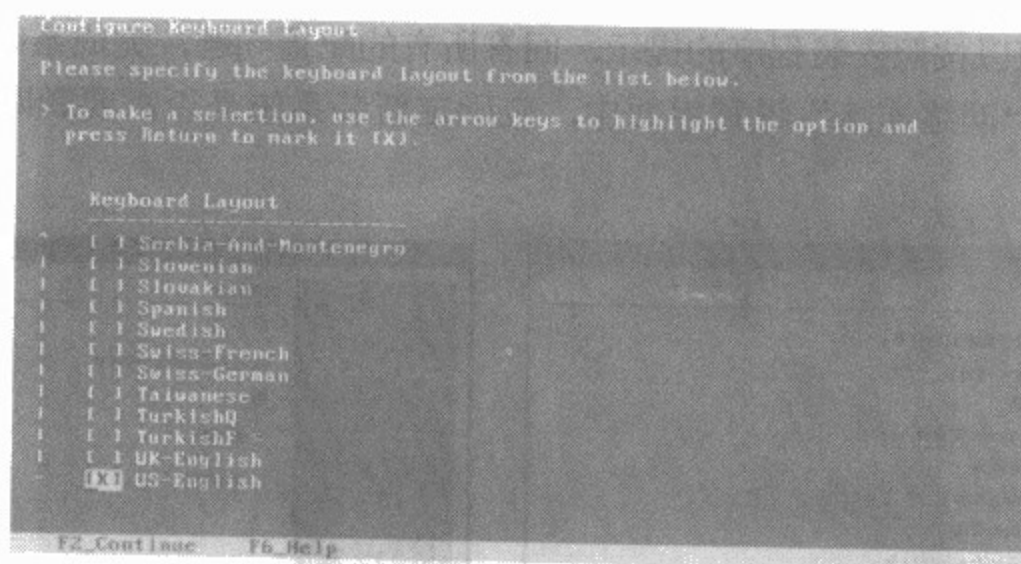 Configure Keyboard Layout
Please specify the keyboard layout from the list below.
> To make a selection, use the arrow keys to highlight the option and
press Return to mark it [X].
Keyboard Layout
-------------------------------
^ [ ] Serbia-And-Montenegro
| [ ] Slovenian
| [ ] Slovakian
| [ ] Spanish
| [ ] Swedish
| [ ] Swiss-French
| [ ] Swiss-German
| [ ] Taiwanese
| [ ] TurkishQ
| [ ] TurkishF
| [ ] UK-English
- [X] US-English
F2_Continue F6_Help